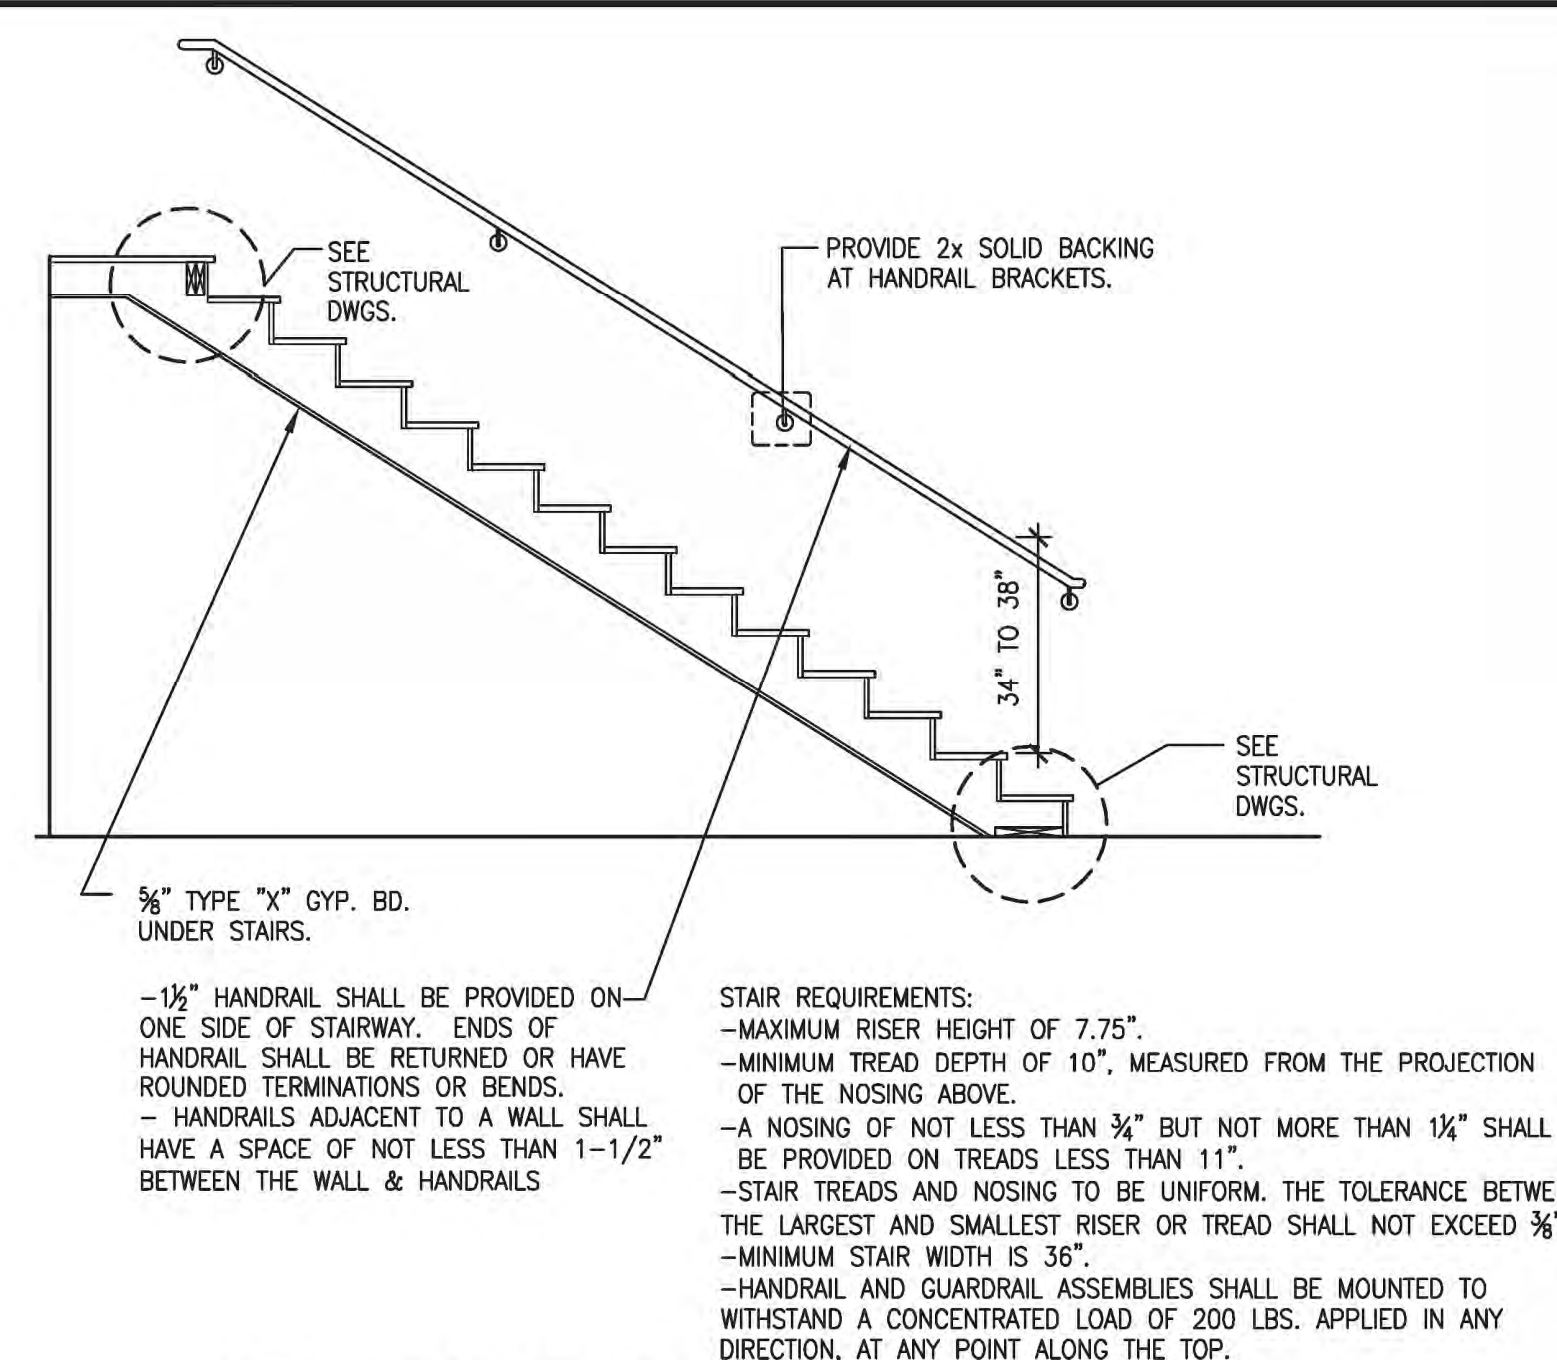 SEE
STRUCTURAL
DWGS.
PROVIDE 2x SOLID BACKING
AT HANDRAIL BRACKETS.
34" TO 38"
SEE
STRUCTURAL
DWGS.
⅝" TYPE "X" GYP. BD.
UNDER STAIRS.
-1½" HANDRAIL SHALL BE PROVIDED ON
ONE SIDE OF STAIRWAY. ENDS OF
HANDRAIL SHALL BE RETURNED OR HAVE
ROUNDED TERMINATIONS OR BENDS.
- HANDRAILS ADJACENT TO A WALL SHALL
HAVE A SPACE OF NOT LESS THAN 1-1/2"
BETWEEN THE WALL & HANDRAILS
STAIR REQUIREMENTS:
-MAXIMUM RISER HEIGHT OF 7.75".
-MINIMUM TREAD DEPTH OF 10", MEASURED FROM THE PROJECTION
OF THE NOSING ABOVE.
-A NOSING OF NOT LESS THAN ¾" BUT NOT MORE THAN 1¼" SHALL
BE PROVIDED ON TREADS LESS THAN 11".
-STAIR TREADS AND NOSING TO BE UNIFORM. THE TOLERANCE BETWE
THE LARGEST AND SMALLEST RISER OR TREAD SHALL NOT EXCEED ⅜"
-MINIMUM STAIR WIDTH IS 36".
-HANDRAIL AND GUARDRAIL ASSEMBLIES SHALL BE MOUNTED TO
WITHSTAND A CONCENTRATED LOAD OF 200 LBS. APPLIED IN ANY
DIRECTION, AT ANY POINT ALONG THE TOP.